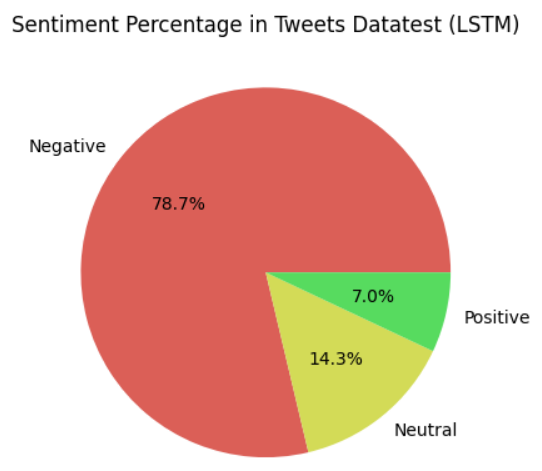 Sentiment Percentage in Tweets Datatest (LSTM)
Negative
78.7%
7.0%
Positive
14.3%
Neutral